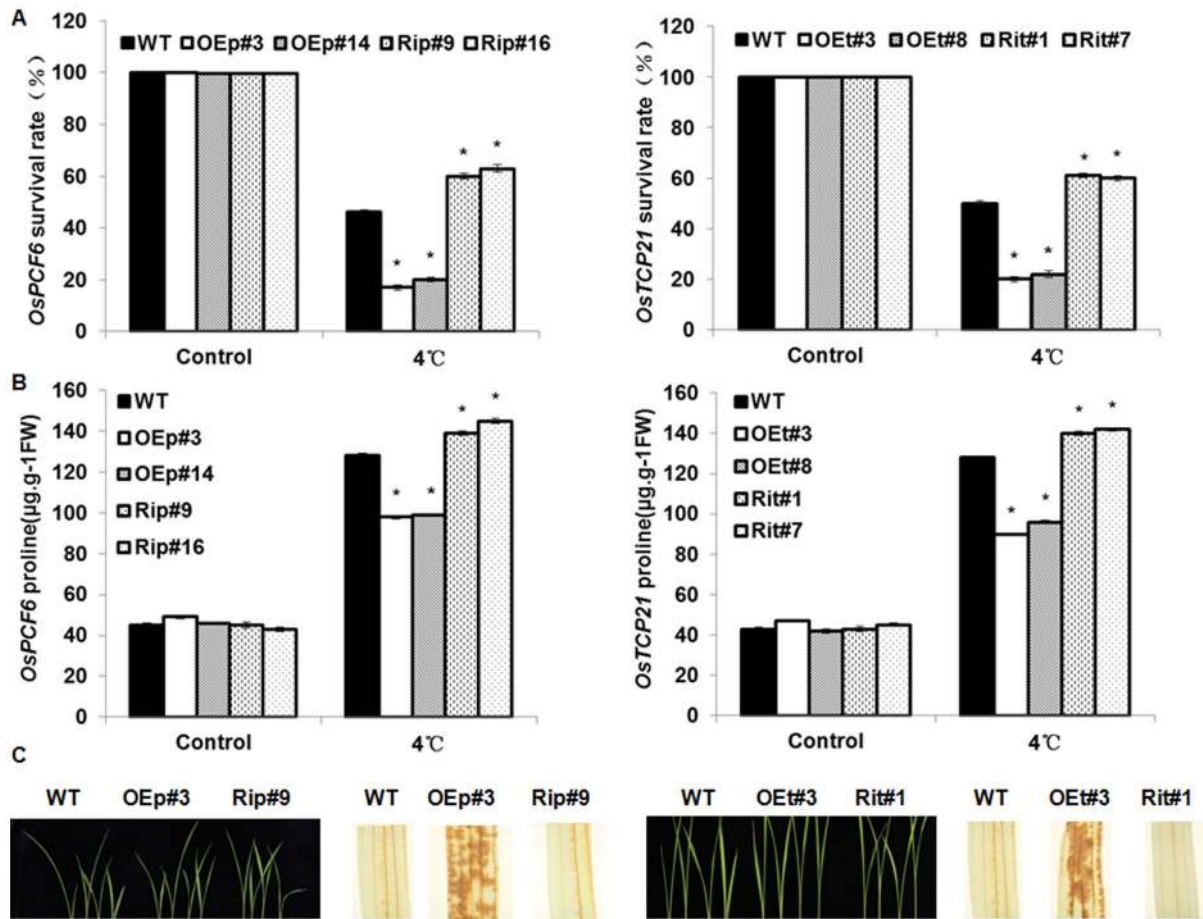 A
OsPCF6 survival rate (%)
120
100
80
60
40
20
0
WT OEp#3 OEp#14 Rip#9 Rip#16
* * * *
Control 4℃
OsTCP21 survival rate (%)
120
100
80
60
40
20
0
WT OEt#3 OEt#8 Rit#1 Rit#7
* * * *
Control 4℃
B
OsPCF6 proline(µg.g-1FW)
160
140
120
100
80
60
40
20
0
WT
OEp#3
OEp#14
Rip#9
Rip#16
* * * *
Control 4℃
OsTCP21 proline(µg.g-1FW)
160
140
120
100
80
60
40
20
0
WT
OEt#3
OEt#8
Rit#1
Rit#7
* * * *
Control 4℃
C
WT OEp#3 Rip#9 WT OEp#3 Rip#9 WT OEt#3 Rit#1 WT OEt#3 Rit#1